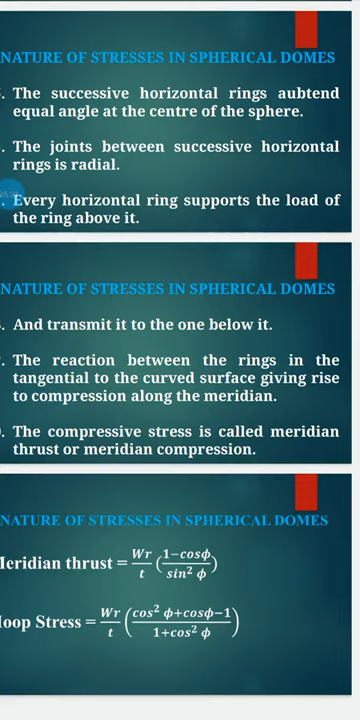 NATURE OF STRESSES IN SPHERICAL DOMES
. The successive horizontal rings aubtend
equal angle at the centre of the sphere.
. The joints between successive horizontal
rings is radial.
. Every horizontal ring supports the load of
the ring above it.
NATURE OF STRESSES IN SPHERICAL DOMES
. And transmit it to the one below it.
. The reaction between the rings in the
tangential to the curved surface giving rise
to compression along the meridian.
. The compressive stress is called meridian
thrust or meridian compression.
NATURE OF STRESSES IN SPHERICAL DOMES
eridian thrust = Wr/t (1−cosϕ / sin² ϕ)
oop Stress = Wr/t (cos² ϕ+cosϕ−1 / 1+cos² ϕ)